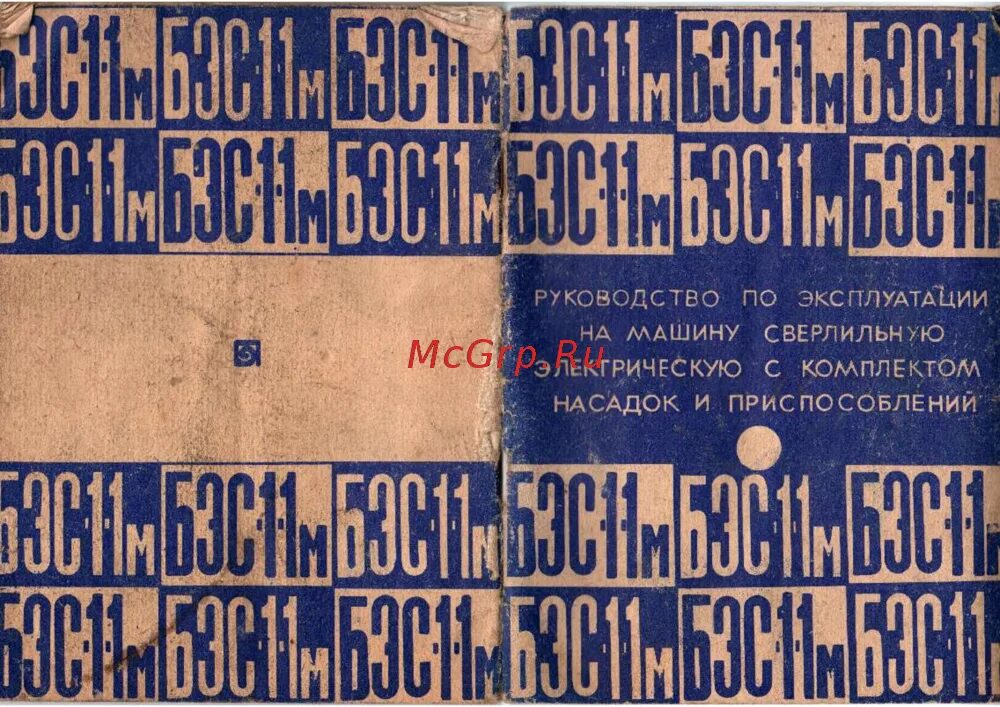 БЭС-1-1м БЭС-1-1м БЭС-1-1м БЭС-1-1м БЭС-1-1м БЭС-1-1
БЭС-1-1м БЭС-1-1м БЭС-1-1м БЭС-1-1м БЭС-1-1м БЭС-1-1
РУКОВОДСТВО ПО ЭКСПЛУАТАЦИИ
НА МАШИНУ СВЕРЛИЛЬНУЮ
McGrp.Ru
ЭЛЕКТРИЧЕСКУЮ С КОМПЛЕКТОМ
НАСАДОК И ПРИСПОСОБЛЕНИЙ
БЭС-1-1м БЭС-1-1м БЭС-1-1м БЭС-1-1м БЭС-1-1м БЭС-1-1
БЭС-1-1м БЭС-1-1м БЭС-1-1м БЭС-1-1м БЭС-1-1м БЭС-1-1